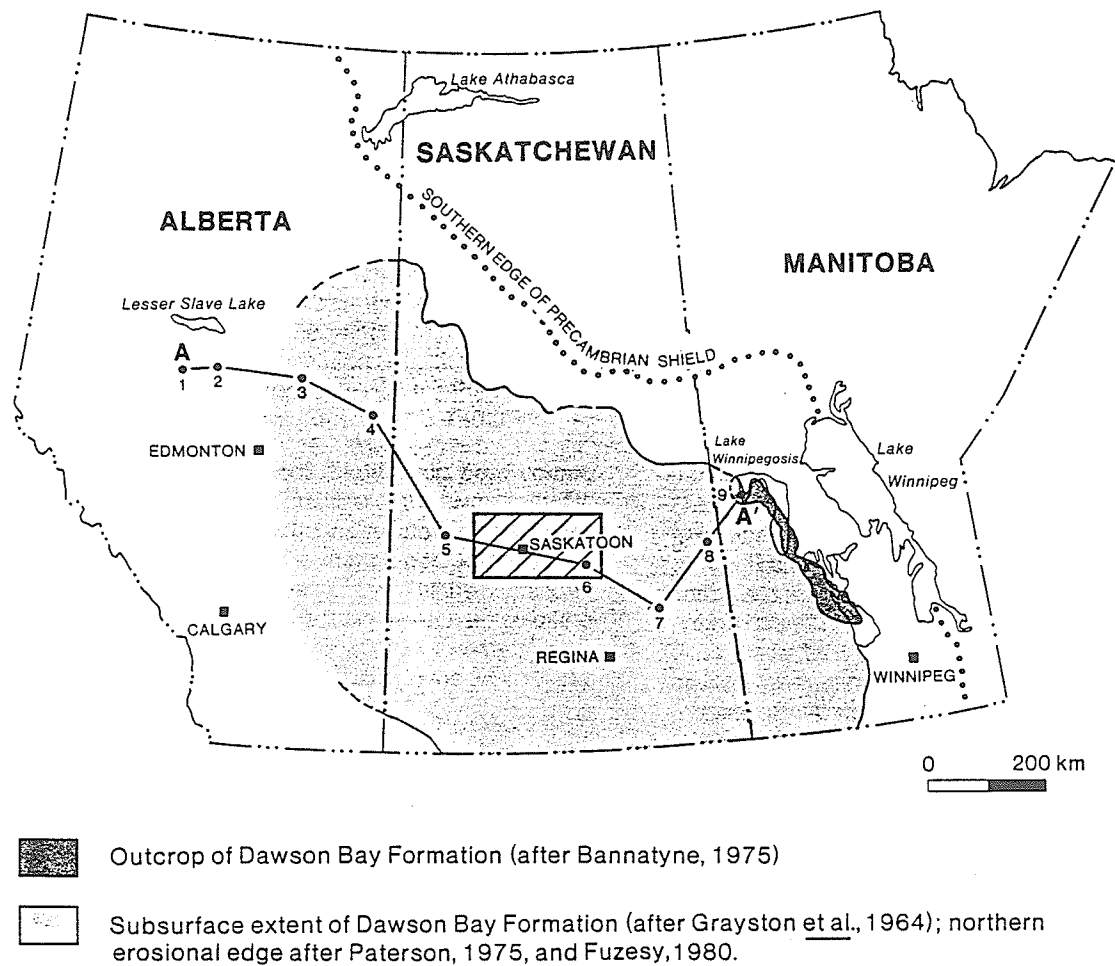 Lake Athabasca
SASKATCHEWAN
SOUTHERN EDGE OF PRECAMBRIAN SHIELD
ALBERTA
MANITOBA
Lesser Slave Lake
A
1
2
3
4
EDMONTON
Lake
Winnipegosis
Lake
Winnipeg
9
A'
5
SASKATOON
6
8
7
CALGARY
REGINA
WINNIPEG
0 200 km
Outcrop of Dawson Bay Formation (after Bannatyne, 1975)
Subsurface extent of Dawson Bay Formation (after Grayston et al., 1964); northern
erosional edge after Paterson, 1975, and Fuzesy, 1980.